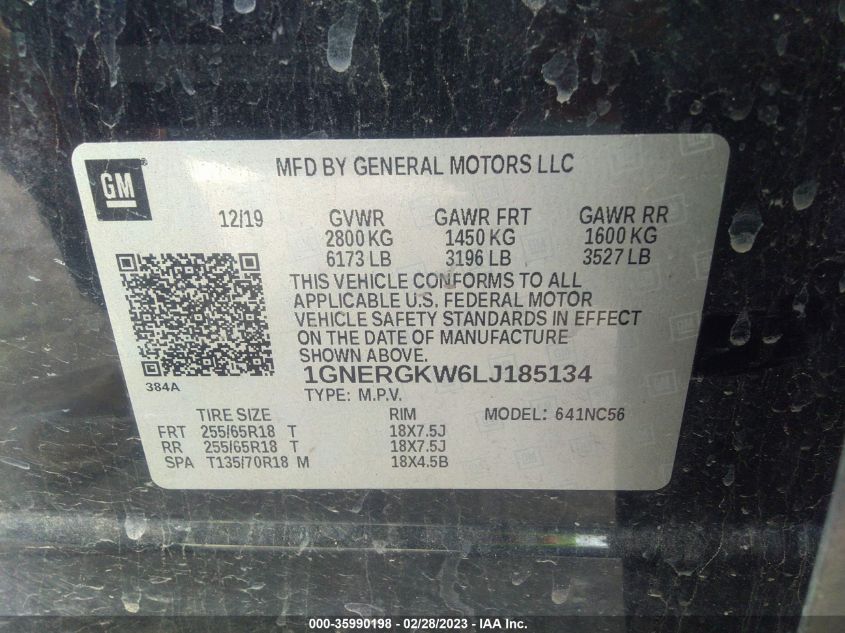 GM
MFD BY GENERAL MOTORS LLC
12/19 GVWR GAWR FRT GAWR RR
2800 KG 1450 KG 1600 KG
6173 LB 3196 LB 3527 LB
THIS VEHICLE CONFORMS TO ALL
APPLICABLE U.S. FEDERAL MOTOR
VEHICLE SAFETY STANDARDS IN EFFECT
ON THE DATE OF MANUFACTURE
SHOWN ABOVE.
384A
1GNERGKW6LJ185134
TYPE: M.P.V.
TIRE SIZE RIM MODEL: 641NC56
FRT 255/65R18 T 18X7.5J
RR 255/65R18 T 18X7.5J
SPA T135/70R18 M 18X4.5B
000-35990198 - 02/28/2023 - IAA Inc.